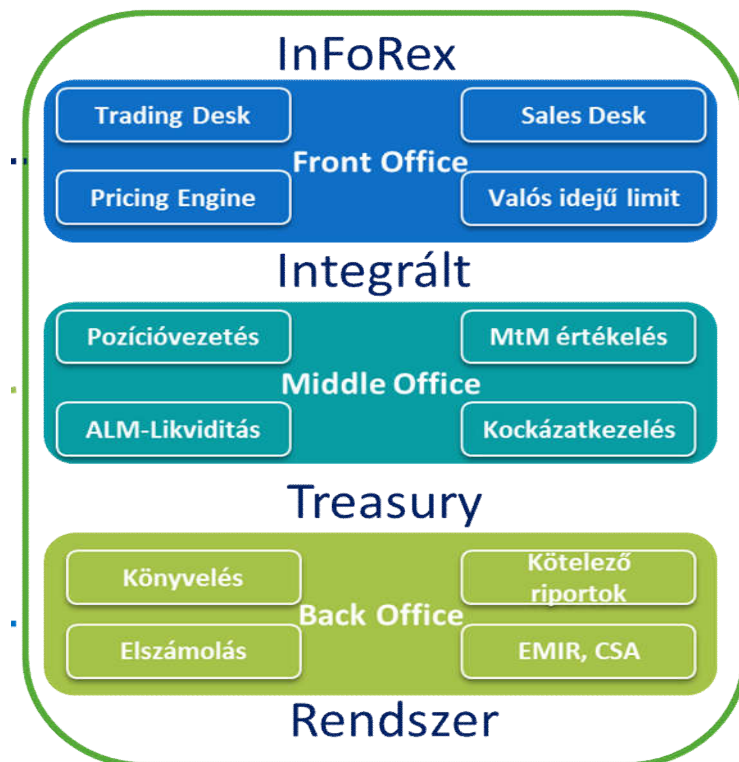 InFoRex
Trading Desk
Sales Desk
Front Office
Pricing Engine
Valós idejű limit
Integrált
Pozícióvezetés
MtM értékelés
Middle Office
ALM-Likviditás
Kockázatkezelés
Treasury
Könyvelés
Kötelező
riportok
Back Office
Elszámolás
EMIR, CSA
Rendszer